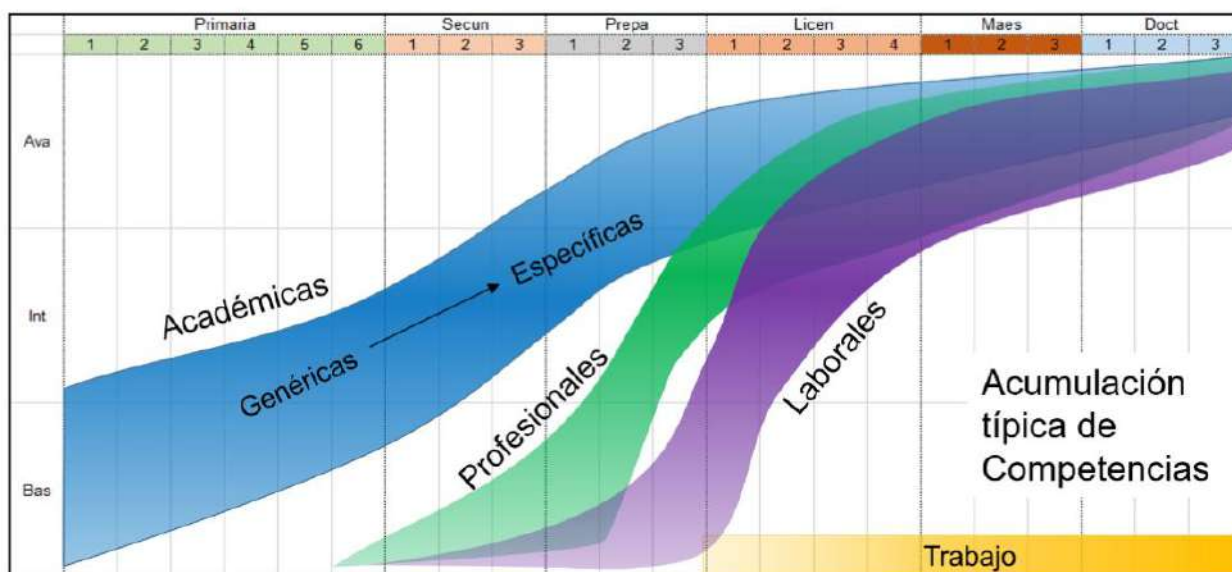 Primaria Secun Prepa Licen Maes Doct
1 2 3 4 5 6 1 2 3 1 2 3 1 2 3 4 1 2 3 1 2 3
Ava
Int
Bas
Académicas
Genéricas
Específicas
Profesionales
Laborales
Acumulación
típica de
Competencias
Trabajo